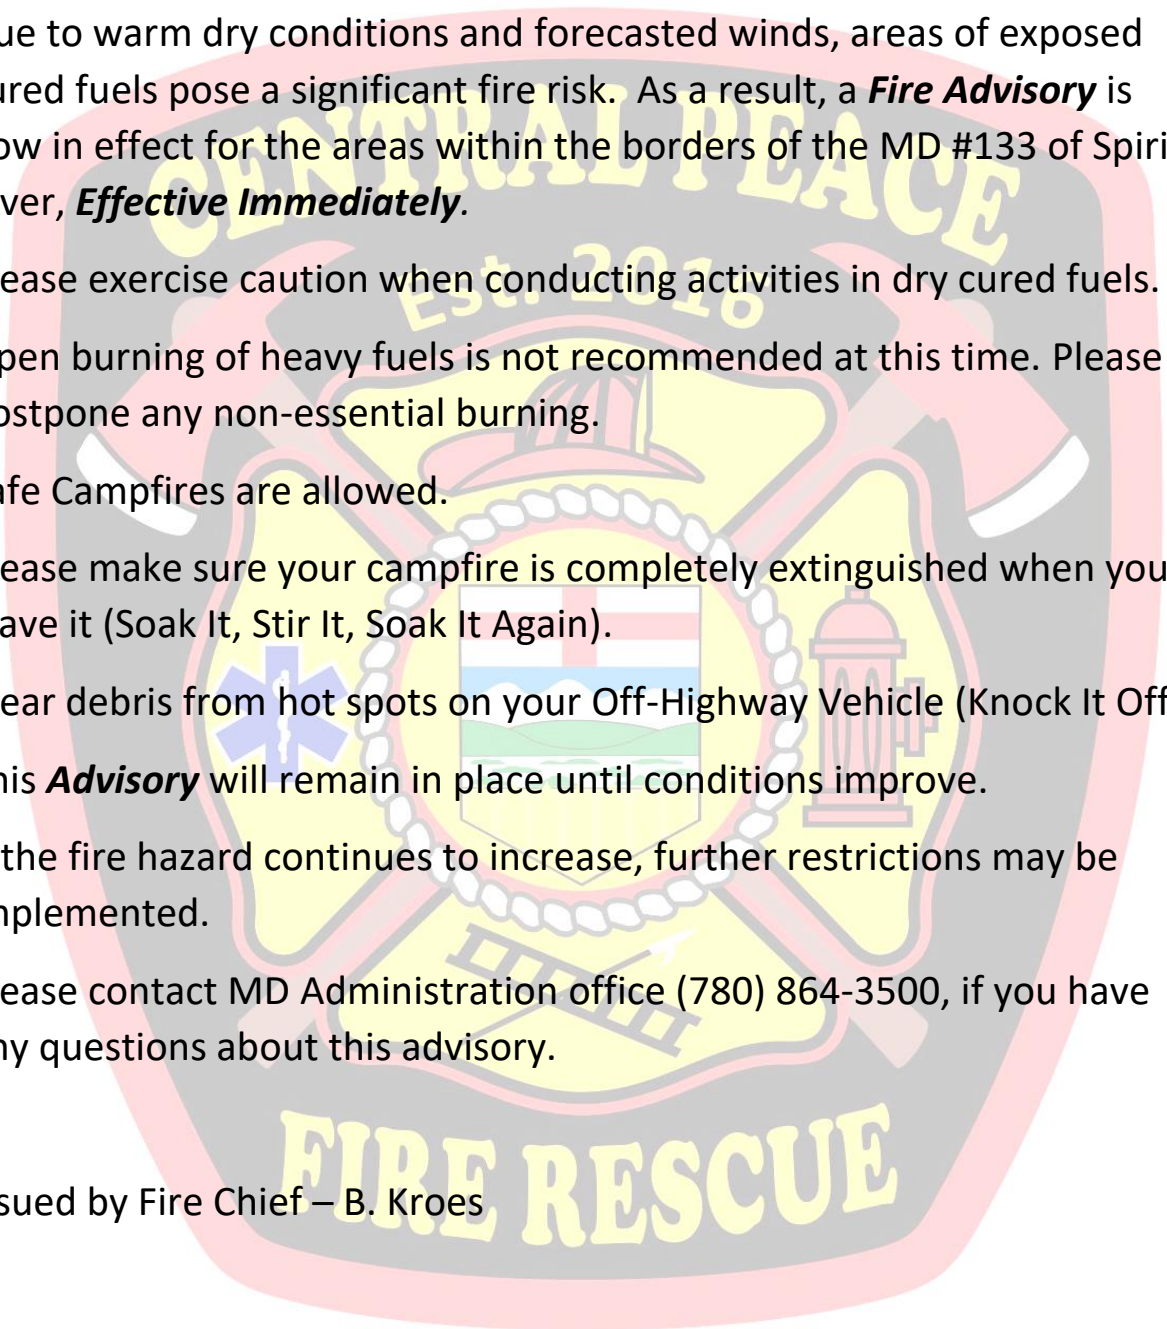 ue to warm dry conditions and forecasted winds, areas of exposed
ured fuels pose a significant fire risk. As a result, a Fire Advisory is
ow in effect for the areas within the borders of the MD #133 of Spiri
ver, Effective Immediately.
ease exercise caution when conducting activities in dry cured fuels.
pen burning of heavy fuels is not recommended at this time. Please
ostpone any non-essential burning.
afe Campfires are allowed.
ease make sure your campfire is completely extinguished when you
ave it (Soak It, Stir It, Soak It Again).
ear debris from hot spots on your Off-Highway Vehicle (Knock It Off
his Advisory will remain in place until conditions improve.
the fire hazard continues to increase, further restrictions may be
nplemented.
ease contact MD Administration office (780) 864-3500, if you have
ny questions about this advisory.
sued by Fire Chief – B. Kroes
CENTRAL PEACE
Est. 2016
FIRE RESCUE